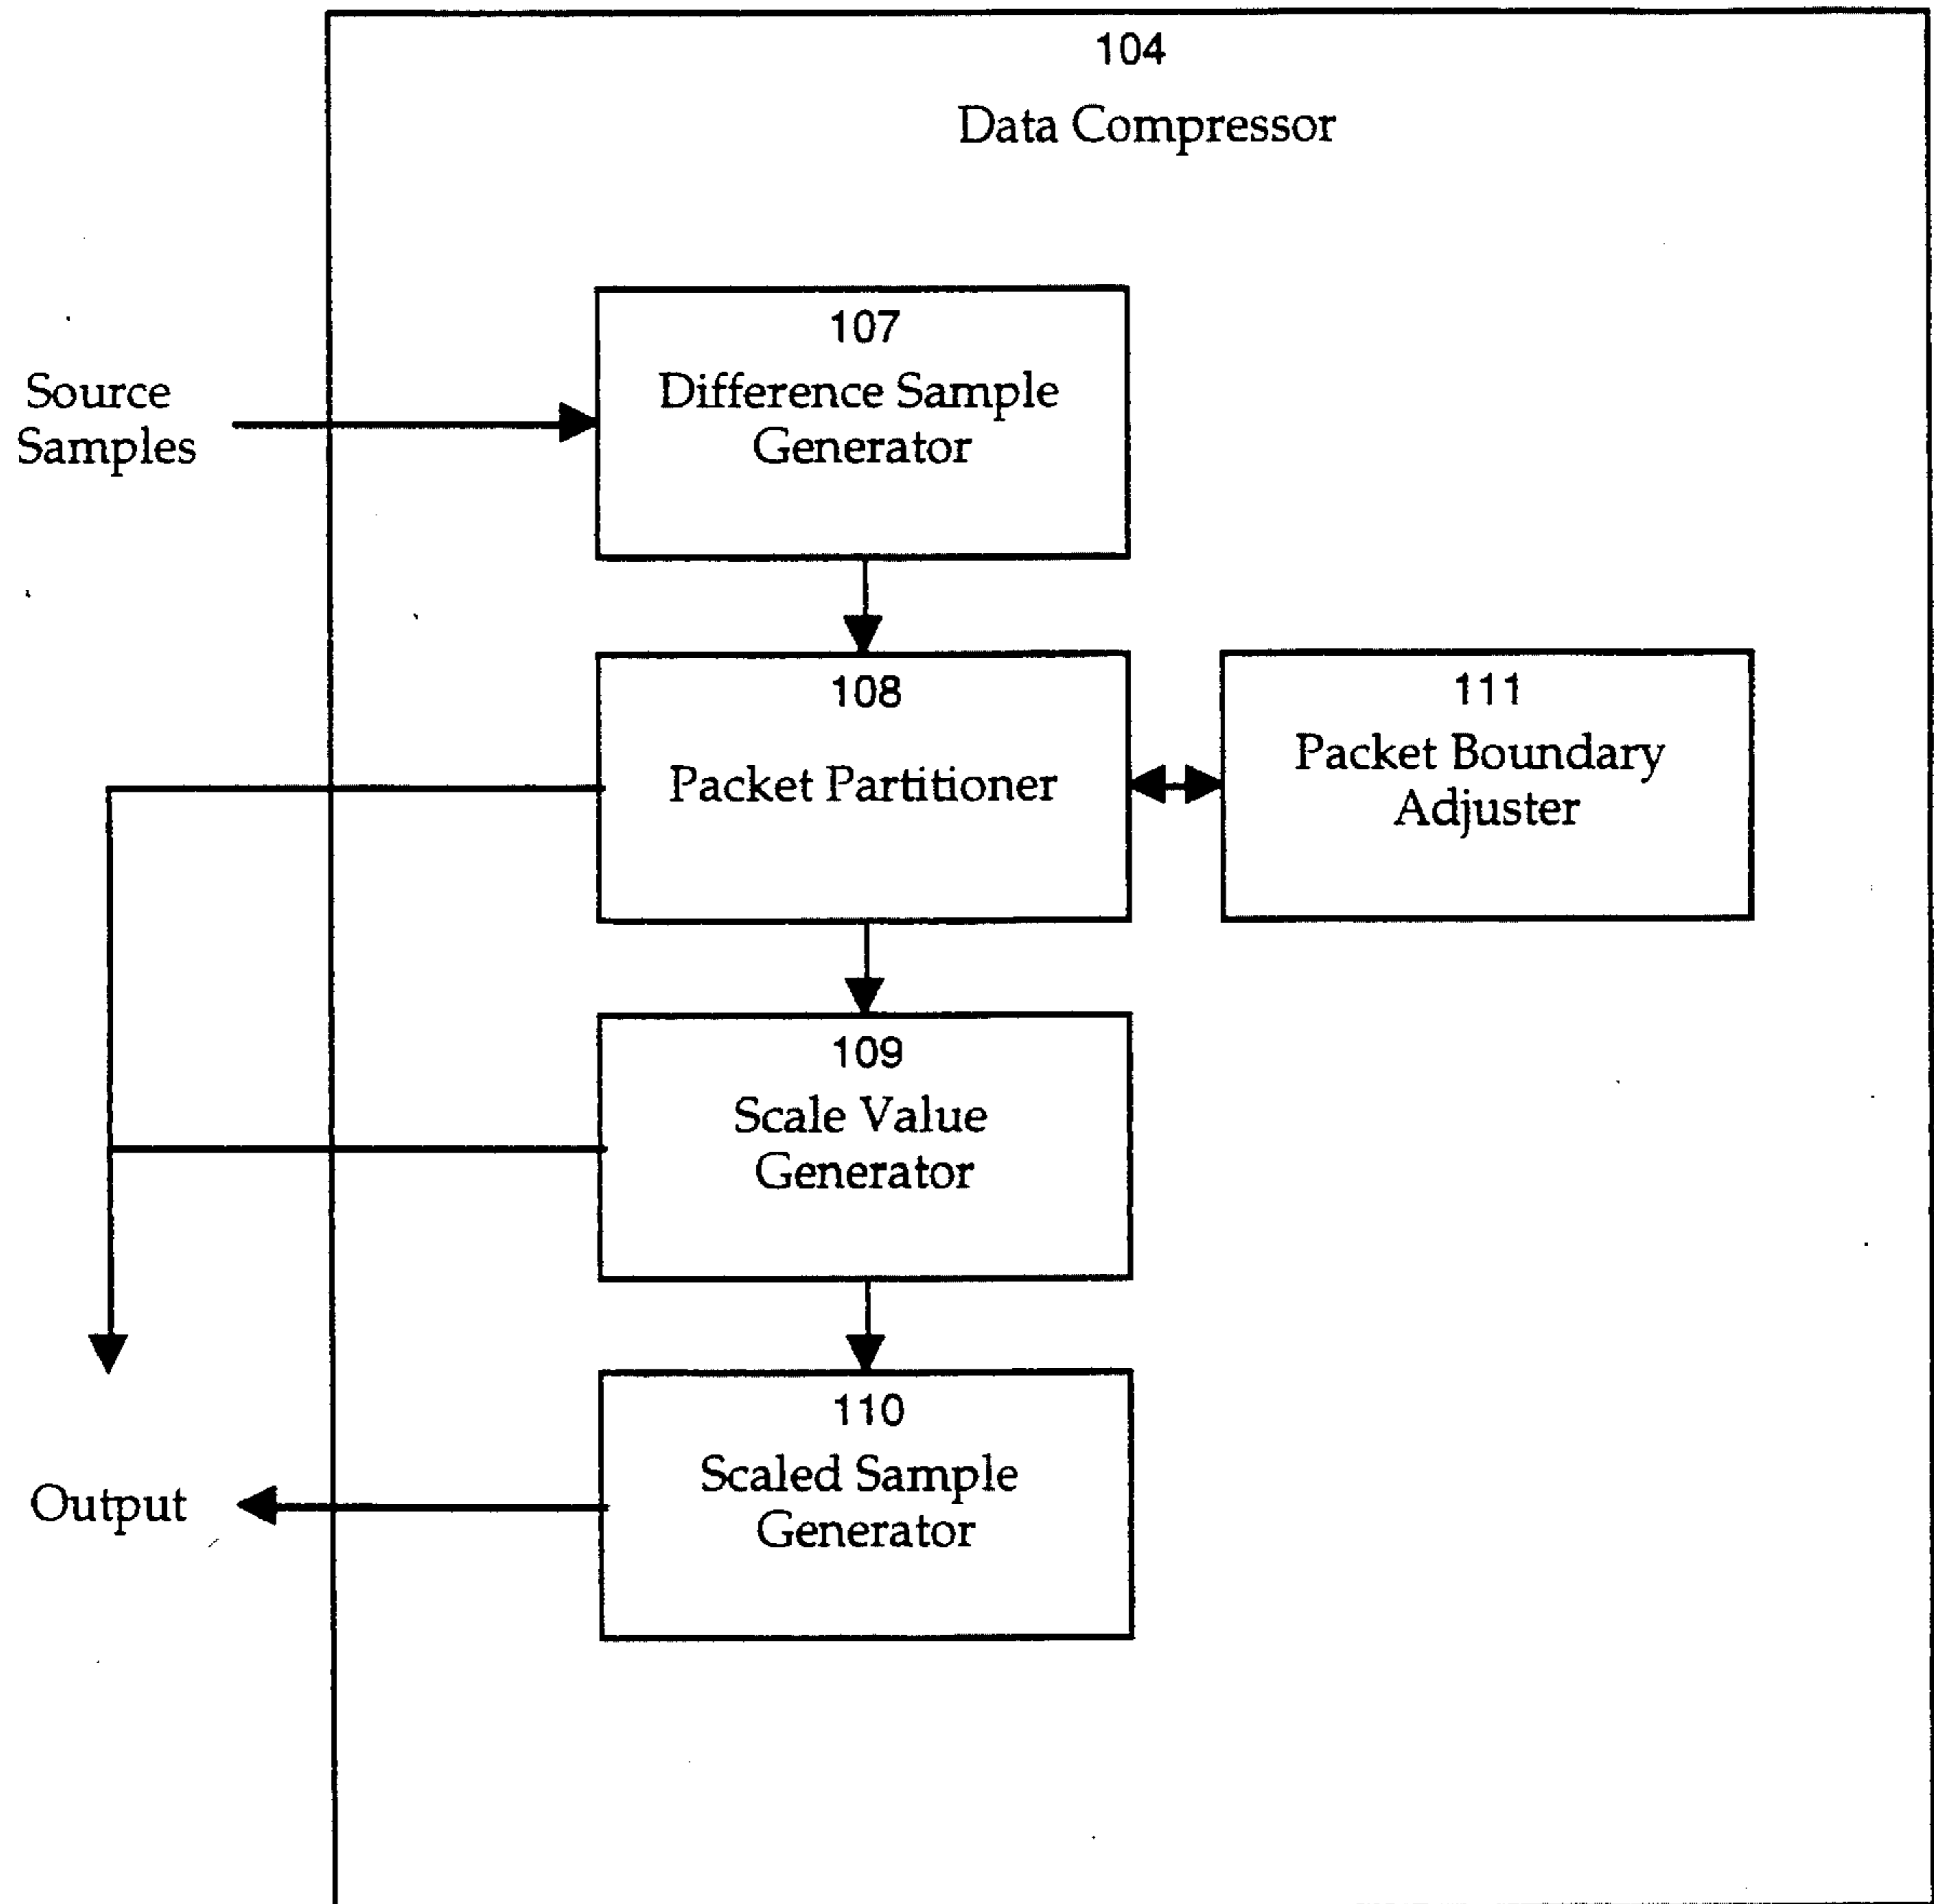 104
Data Compressor
107
Difference Sample
Generator
Source
Samples
108
Packet Partitioner
111
Packet Boundary
Adjuster
109
Scale Value
Generator
110
Scaled Sample
Generator
Output